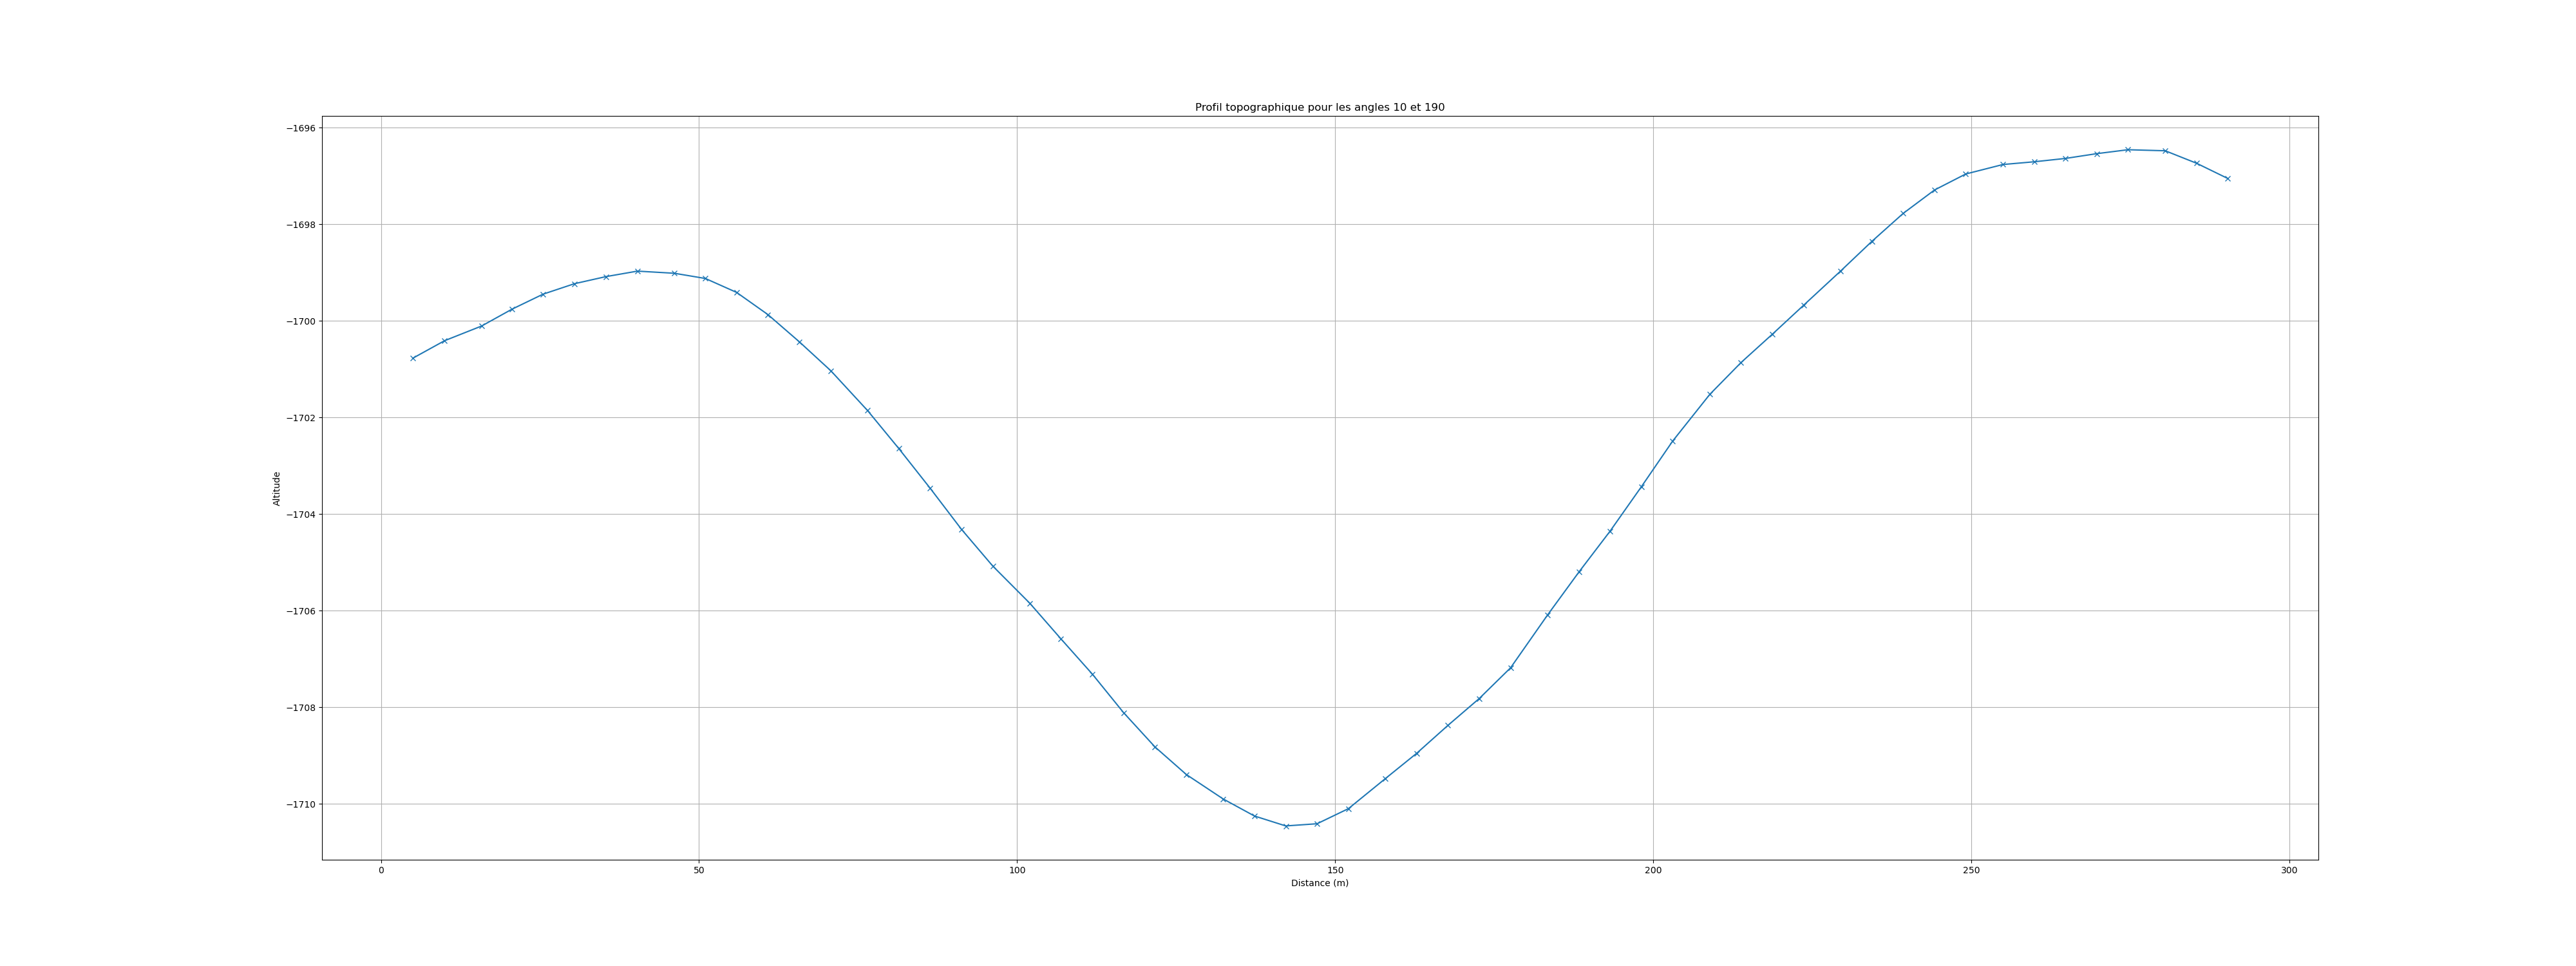 Profil topographique pour les angles 10 et 190
−1696
−1698
−1700
−1702
−1704
−1706
−1708
−1710
Altitude
0 50 100 150 200 250 300
Distance (m)